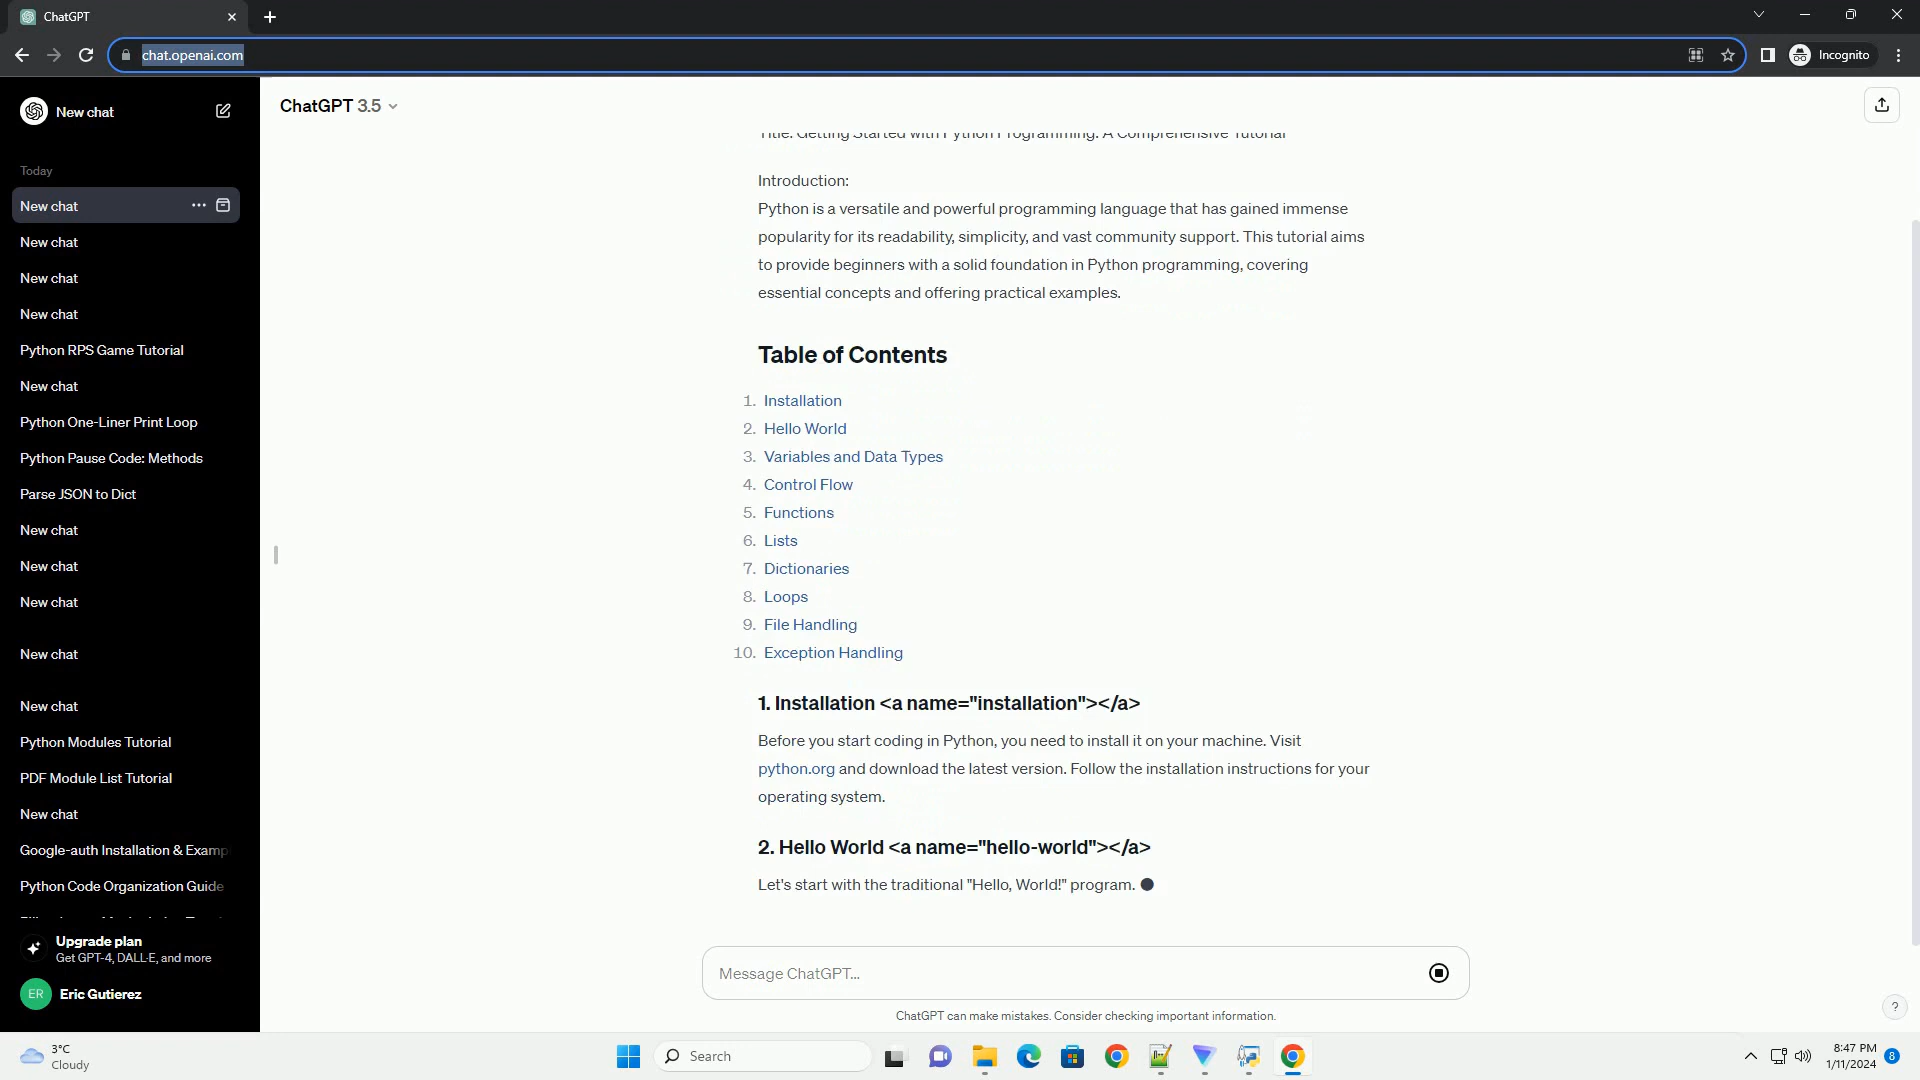 ChatGPT
chat.openai.com
Incognito
New chat
Today
New chat
New chat
New chat
New chat
Python RPS Game Tutorial
New chat
Python One-Liner Print Loop
Python Pause Code: Methods
Parse JSON to Dict
New chat
New chat
New chat
New chat
New chat
Python Modules Tutorial
PDF Module List Tutorial
New chat
Google-auth Installation & Examp
Python Code Organization Guide
Upgrade plan
Get GPT-4, DALL·E, and more
ER
Eric Gutierez
ChatGPT 3.5
Title: Getting Started with Python Programming: A Comprehensive Tutorial
Introduction:
Python is a versatile and powerful programming language that has gained immense
popularity for its readability, simplicity, and vast community support. This tutorial aims
to provide beginners with a solid foundation in Python programming, covering
essential concepts and offering practical examples.
Table of Contents
1. Installation
2. Hello World
3. Variables and Data Types
4. Control Flow
5. Functions
6. Lists
7. Dictionaries
8. Loops
9. File Handling
10. Exception Handling
1. Installation <a name="installation"></a>
Before you start coding in Python, you need to install it on your machine. Visit
python.org and download the latest version. Follow the installation instructions for your
operating system.
2. Hello World <a name="hello-world"></a>
Let's start with the traditional "Hello, World!" program.
Message ChatGPT...
ChatGPT can make mistakes. Consider checking important information.
?
3°C
Cloudy
Search
8:47 PM
1/11/2024
8